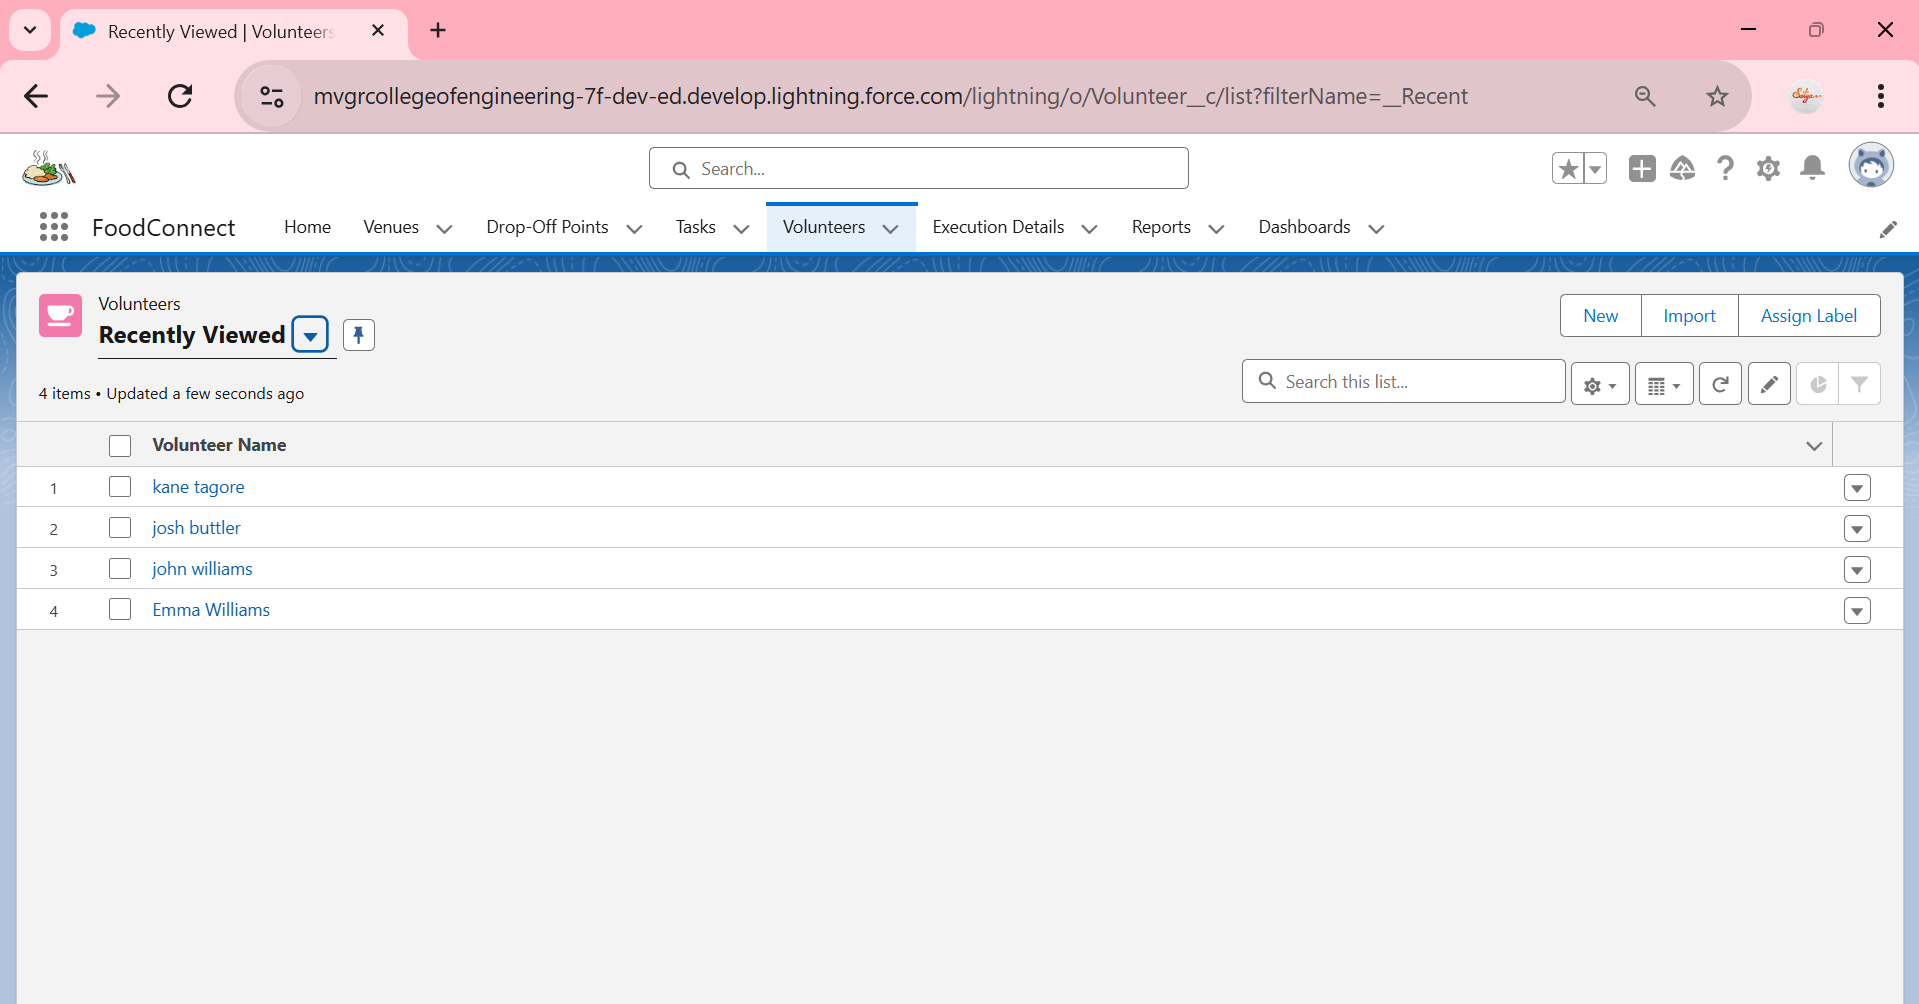 Recently Viewed | Volunteers
mvgrcollegeofengineering-7f-dev-ed.develop.lightning.force.com/lightning/o/Volunteer__c/list?filterName=__Recent
Search...
FoodConnect Home Venues Drop-Off Points Tasks Volunteers Execution Details Reports Dashboards
Volunteers
Recently Viewed
New Import Assign Label
4 items • Updated a few seconds ago
Search this list...
Volunteer Name
1 kane tagore
2 josh buttler
3 john williams
4 Emma Williams